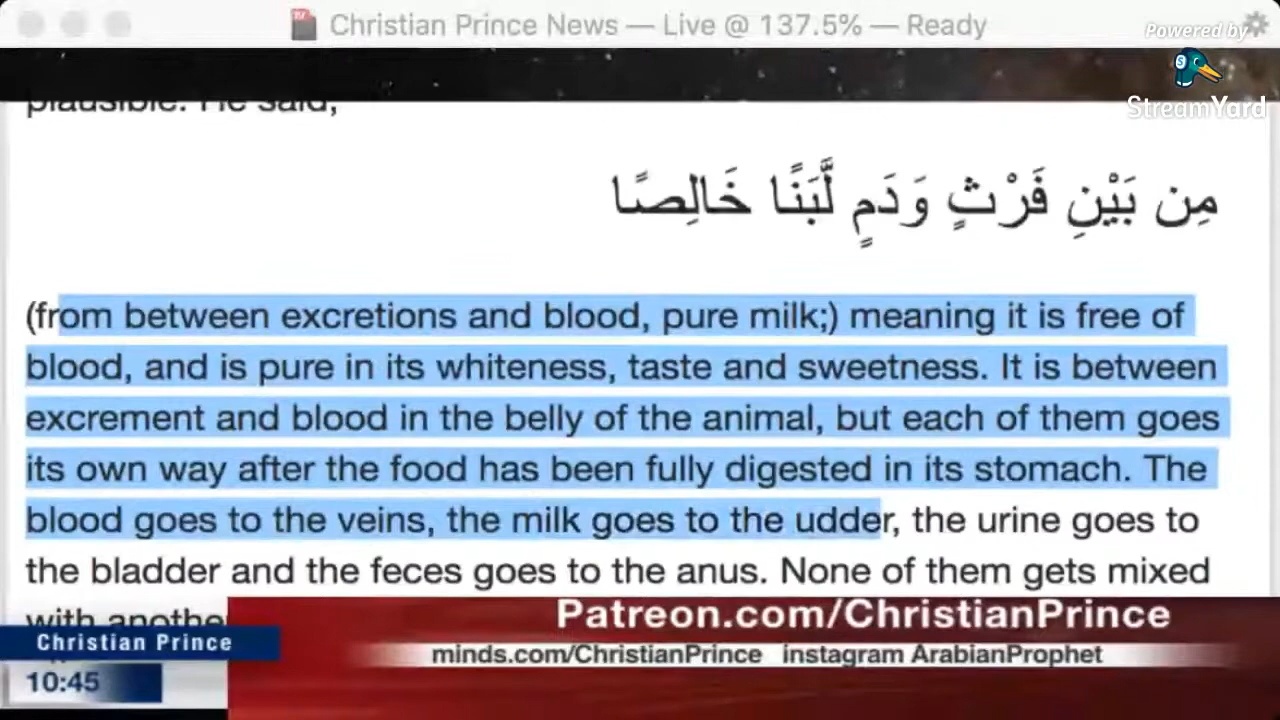 Christian Prince News — Live @ 137.5% — Ready
Powered by
StreamYard
plausible. He said,
مِن بَيْنِ فَرْثٍ وَدَمٍ لَّبَنًا خَالِصًا
(from between excretions and blood, pure milk;) meaning it is free of
blood, and is pure in its whiteness, taste and sweetness. It is between
excrement and blood in the belly of the animal, but each of them goes
its own way after the food has been fully digested in its stomach. The
blood goes to the veins, the milk goes to the udder, the urine goes to
the bladder and the feces goes to the anus. None of them gets mixed
with anothe
Patreon.com/ChristianPrince
Christian Prince
minds.com/ChristianPrince instagram ArabianProphet
10:45